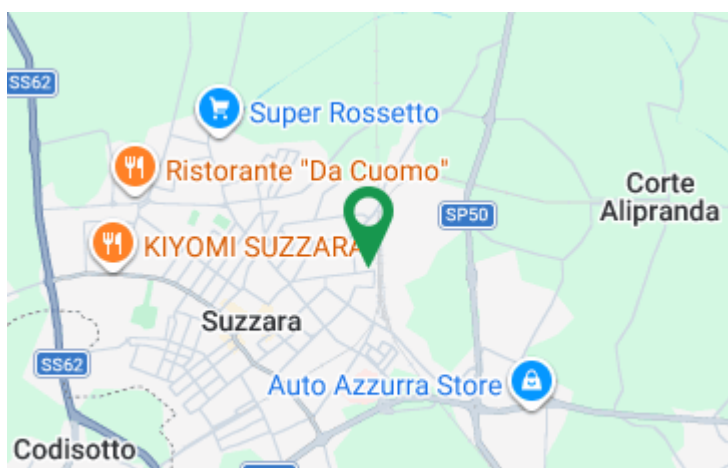 SS62
Super Rossetto
Ristorante "Da Cuomo"
Corte
Alipranda
SP50
KIYOMI SUZZARA
Suzzara
SS62
Auto Azzurra Store
Codisotto